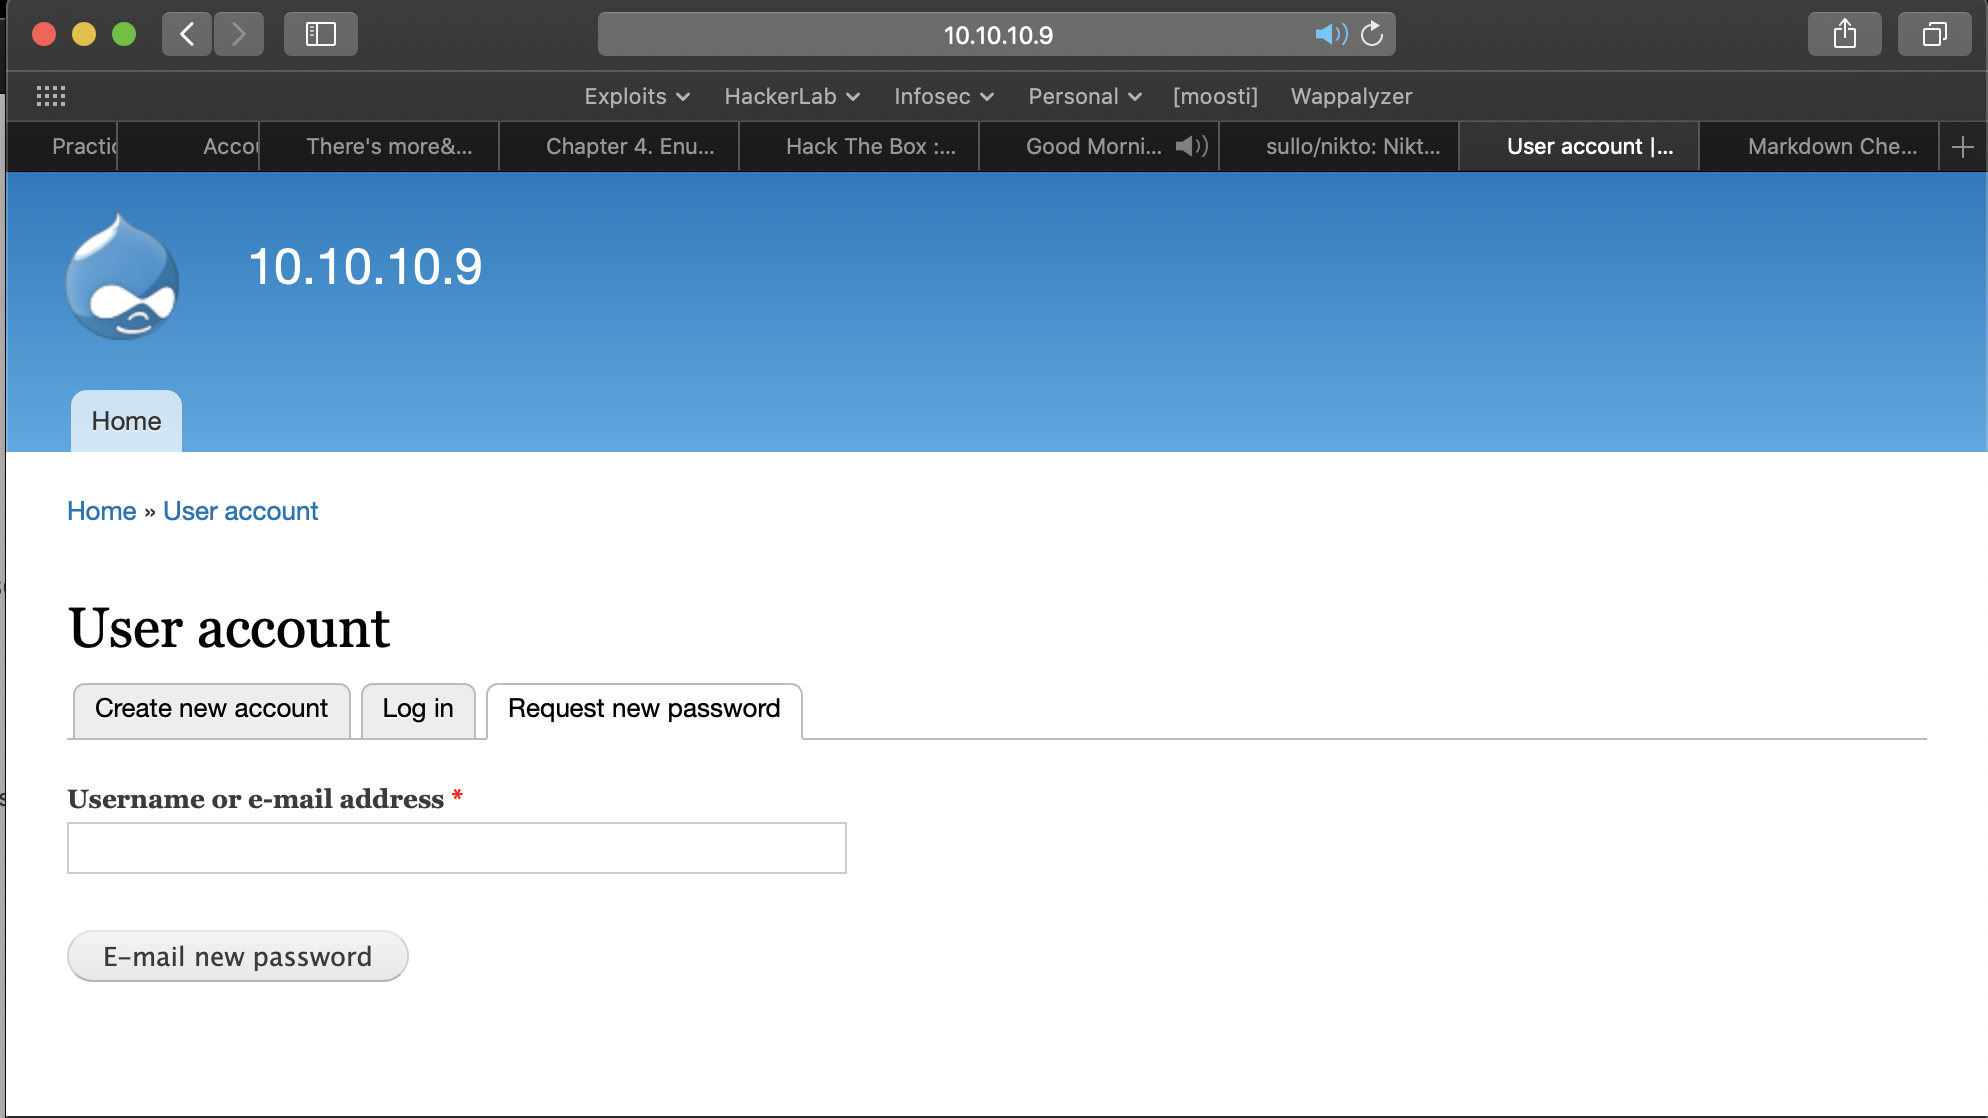 10.10.10.9
Exploits HackerLab Infosec Personal [moosti] Wappalyzer
Practic Accou There's more&... Chapter 4. Enu... Hack The Box :... Good Morni... sullo/nikto: Nikt... User account |... Markdown Che...
10.10.10.9
Home
Home » User account
User account
Create new account Log in Request new password
Username or e-mail address *
E-mail new password